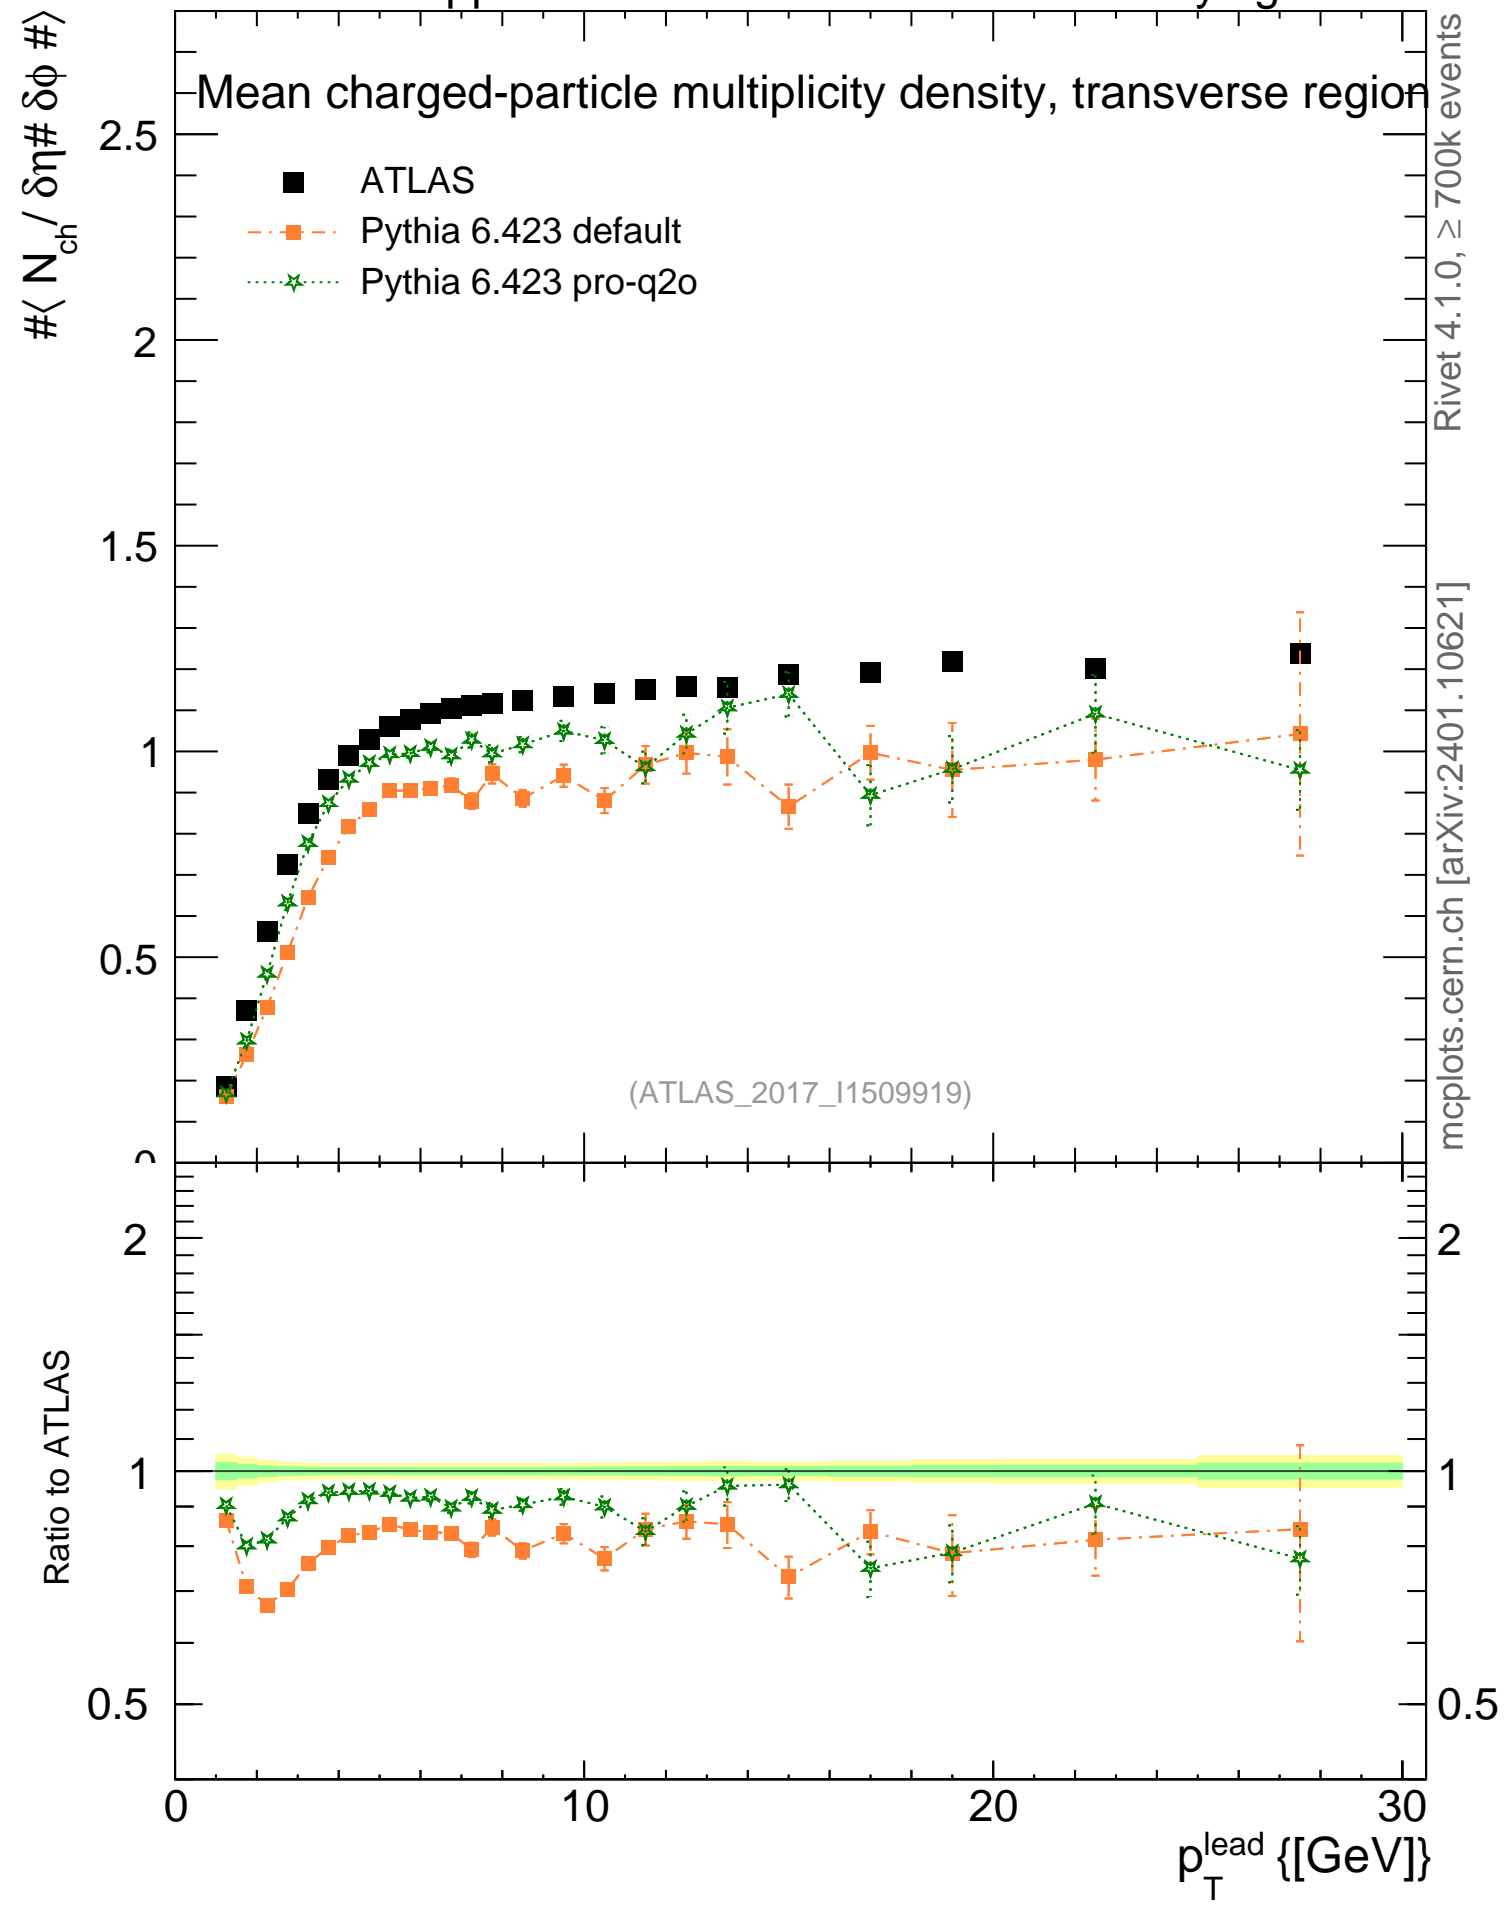 Mean charged-particle multiplicity density, transverse region
#⟨ N_ch / δη# δϕ #⟩
2.5
2
1.5
1
0.5
0
ATLAS
Pythia 6.423 default
Pythia 6.423 pro-q2o
(ATLAS_2017_I1509919)
Rivet 4.1.0, ≥ 700k events
mcplots.cern.ch [arXiv:2401.10621]
Ratio to ATLAS
2
1
0.5
2
1
0.5
0
10
20
30
p_T^lead {[GeV]}